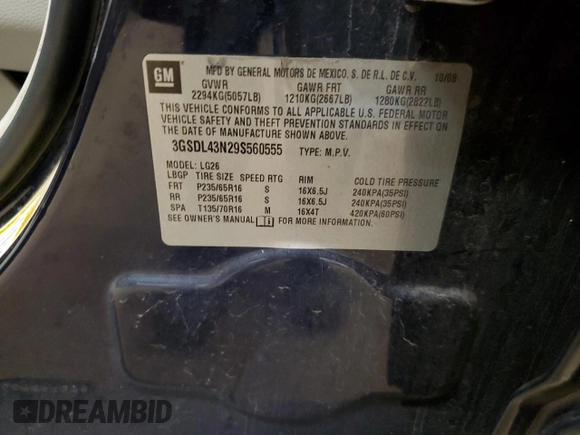 GM
MFD BY GENERAL MOTORS DE MEXICO, S. DE R.L. DE C.V. 10/08
GVWR GAWR FRT GAWR RR
2294KG(5057LB) 1210KG(2667LB) 1280KG(2822LB)
THIS VEHICLE CONFORMS TO ALL APPLICABLE U.S. FEDERAL MOTOR
VEHICLE SAFETY AND THEFT PREVENTION STANDARDS IN EFFECT ON
THE DATE OF MANUFACTURE SHOWN ABOVE.
3GSDL43N29S560555 TYPE: M.P.V.
MODEL: LG26
LBGP TIRE SIZE SPEED RTG RIM COLD TIRE PRESSURE
FRT P235/65R16 S 16X6.5J 240KPA(35PSI)
RR P235/65R16 S 16X6.5J 240KPA(35PSI)
SPA T135/70R16 M 16X4T 420KPA(60PSI)
SEE OWNER'S MANUAL FOR MORE INFORMATION.
DREAMBID